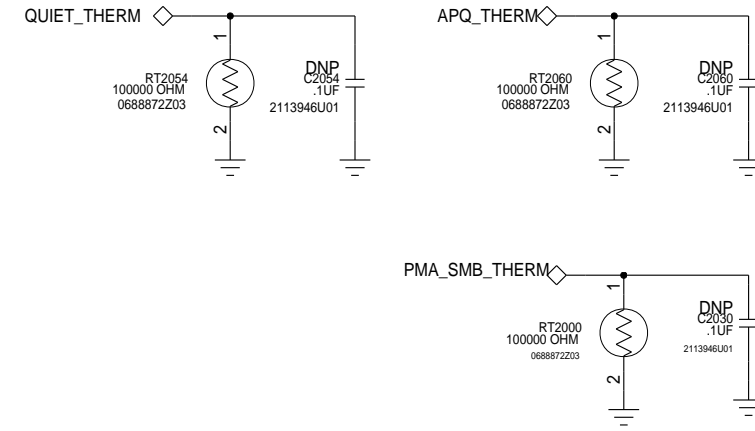 QUIET_THERM
1
RT2054
100000 OHM
0688872Z03
2
DNP
C2054
.1UF
2113946U01
APQ_THERM
1
RT2060
100000 OHM
0688872Z03
2
DNP
C2060
.1UF
2113946U01
PMA_SMB_THERM
1
RT2000
100000 OHM
0688872Z03
2
DNP
C2030
.1UF
2113946U01